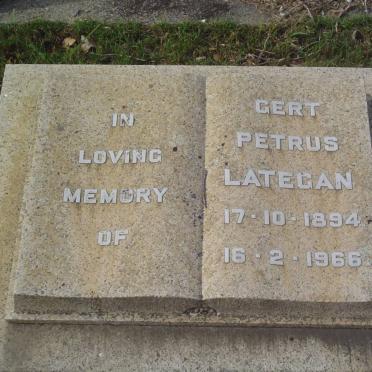 IN
LOVING
MEMORY
OF
GERT
PETRUS
LATEGAN
17·10·1894
16·2·1966